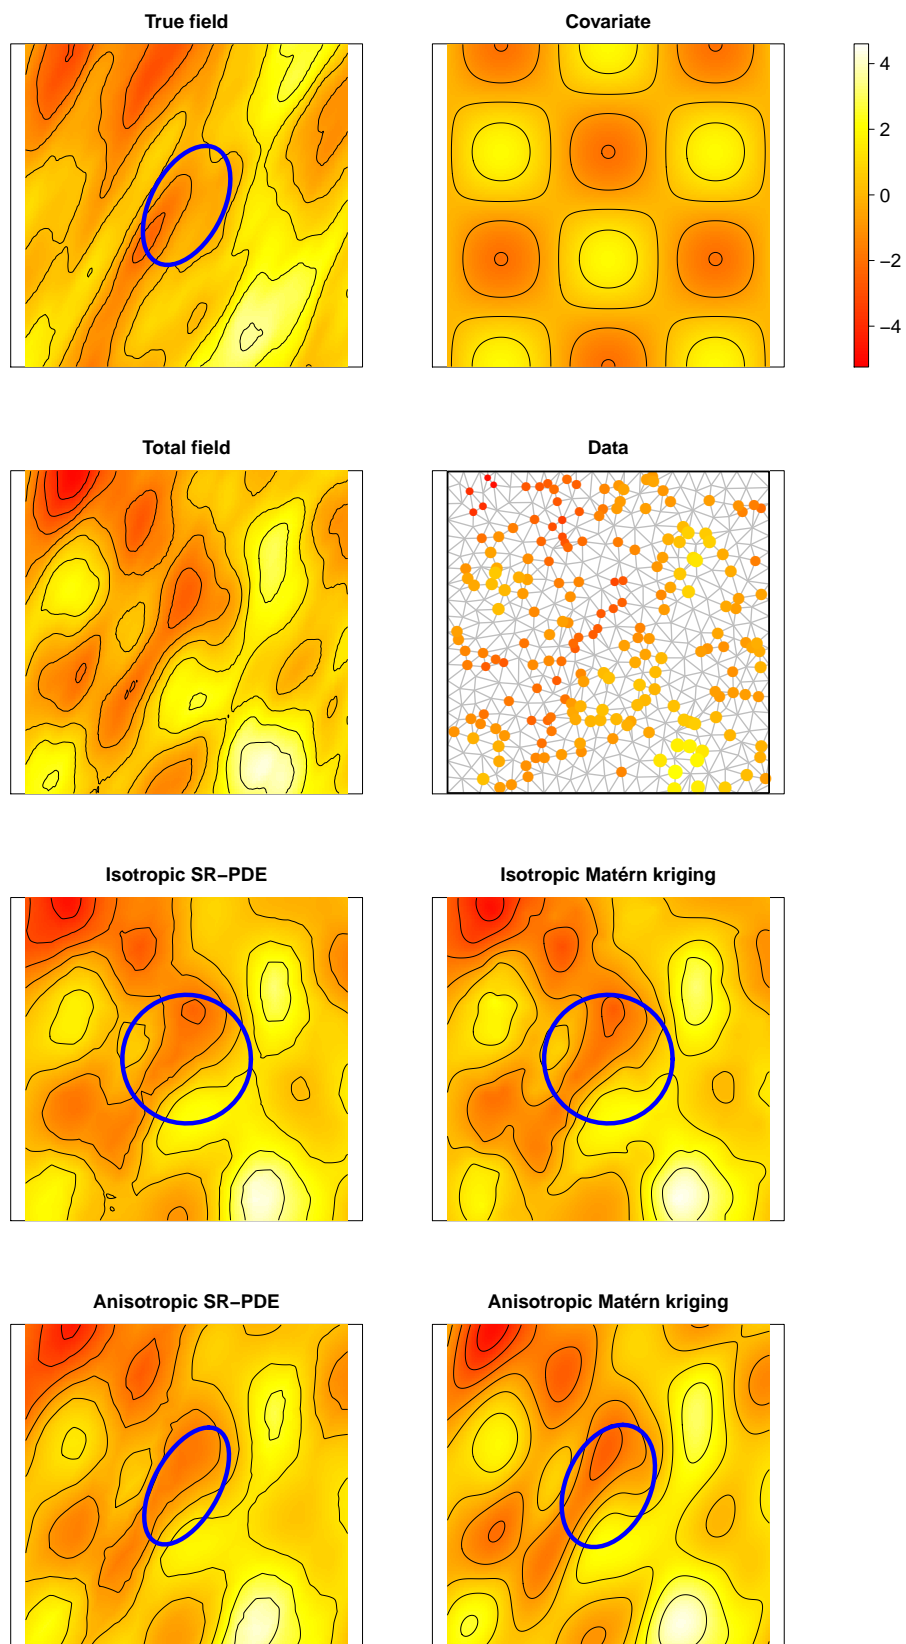 True field
Covariate
4
2
0
−2
−4
Total field
Data
Isotropic SR−PDE
Isotropic Matérn kriging
Anisotropic SR−PDE
Anisotropic Matérn kriging